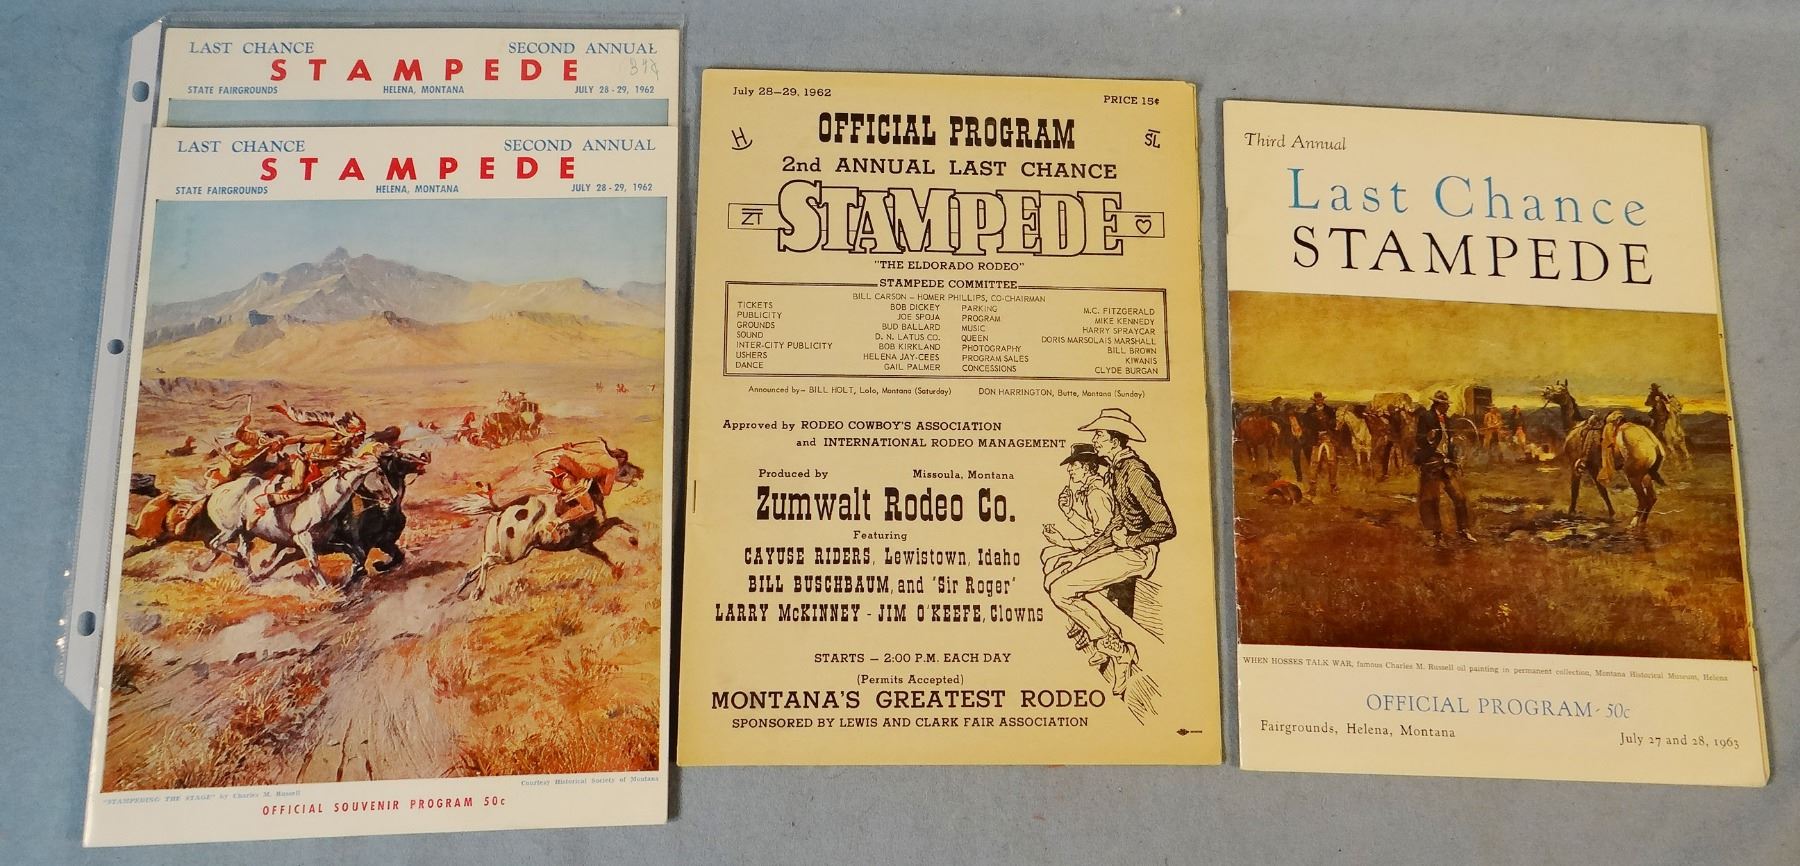 LAST CHANCE SECOND ANNUAL
STAMPEDE
STATE FAIRGROUNDS HELENA, MONTANA JULY 28 - 29, 1962
LAST CHANCE SECOND ANNUAL
STAMPEDE
STATE FAIRGROUNDS HELENA, MONTANA JULY 28 - 29, 1962
Courtesy Historical Society of Montana
"STAMPEDING THE STAGE" by Charles M. Russell
OFFICIAL SOUVENIR PROGRAM 50c
July 28-29, 1962 PRICE 15¢
OFFICIAL PROGRAM
2nd ANNUAL LAST CHANCE
STAMPEDE
"THE ELDORADO RODEO"
STAMPEDE COMMITTEE
BILL CARSON - HOMER PHILLIPS, CO-CHAIRMAN
TICKETS BOB DICKEY PARKING M.C. FITZGERALD
PUBLICITY JOE SPOJA PROGRAM MIKE KENNEDY
GROUNDS BUD BALLARD MUSIC HARRY SPRAYCAR
SOUND D. N. LATUS CO. QUEEN DORIS MARSOLAIS MARSHALL
INTER-CITY PUBLICITY BOB KIRKLAND PHOTOGRAPHY BILL BROWN
USHERS HELENA JAY-CEES PROGRAM SALES KIWANIS
DANCE GAIL PALMER CONCESSIONS CLYDE BURGAN
Announced by- BILL HOLT, Lolo, Montana (Saturday) DON HARRINGTON, Butte, Montana (Sunday)
Approved by RODEO COWBOY'S ASSOCIATION
and INTERNATIONAL RODEO MANAGEMENT
Produced by Missoula, Montana
Zumwalt Rodeo Co.
Featuring
CAYUSE RIDERS, Lewistown, Idaho
BILL BUSCHBAUM, and 'Sir Roger'
LARRY McKINNEY - JIM O'KEEFE, Clowns
STARTS - 2:00 P.M. EACH DAY
(Permits Accepted)
MONTANA'S GREATEST RODEO
SPONSORED BY LEWIS AND CLARK FAIR ASSOCIATION
Third Annual
Last Chance
STAMPEDE
WHEN HOSSES TALK WAR, famous Charles M. Russell oil painting in permanent collection, Montana Historical Museum, Helena
OFFICIAL PROGRAM - 50c
Fairgrounds, Helena, Montana
July 27 and 28, 1963